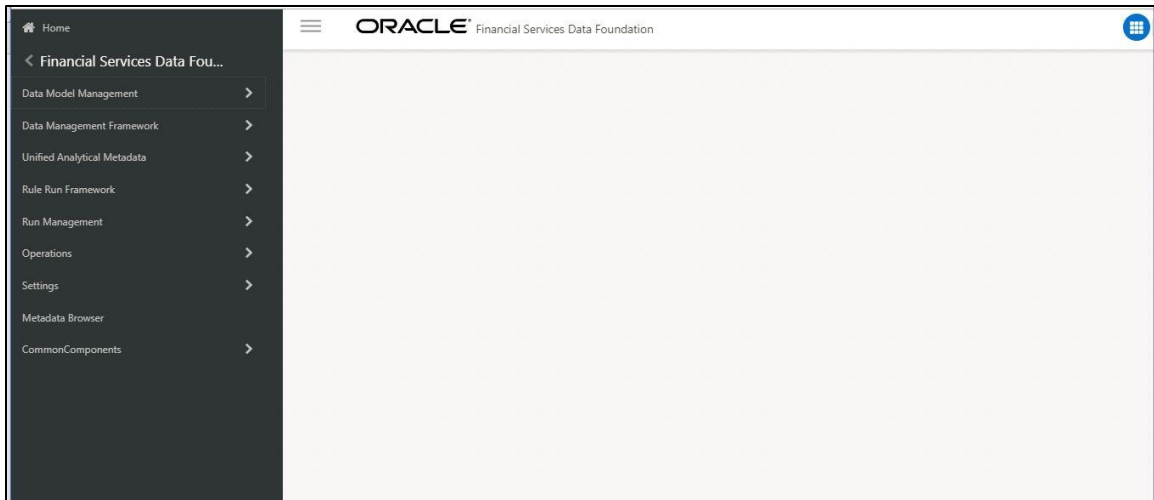 Home
Financial Services Data Fou...
Data Model Management
Data Management Framework
Unified Analytical Metadata
Rule Run Framework
Run Management
Operations
Settings
Metadata Browser
CommonComponents
ORACLE® Financial Services Data Foundation